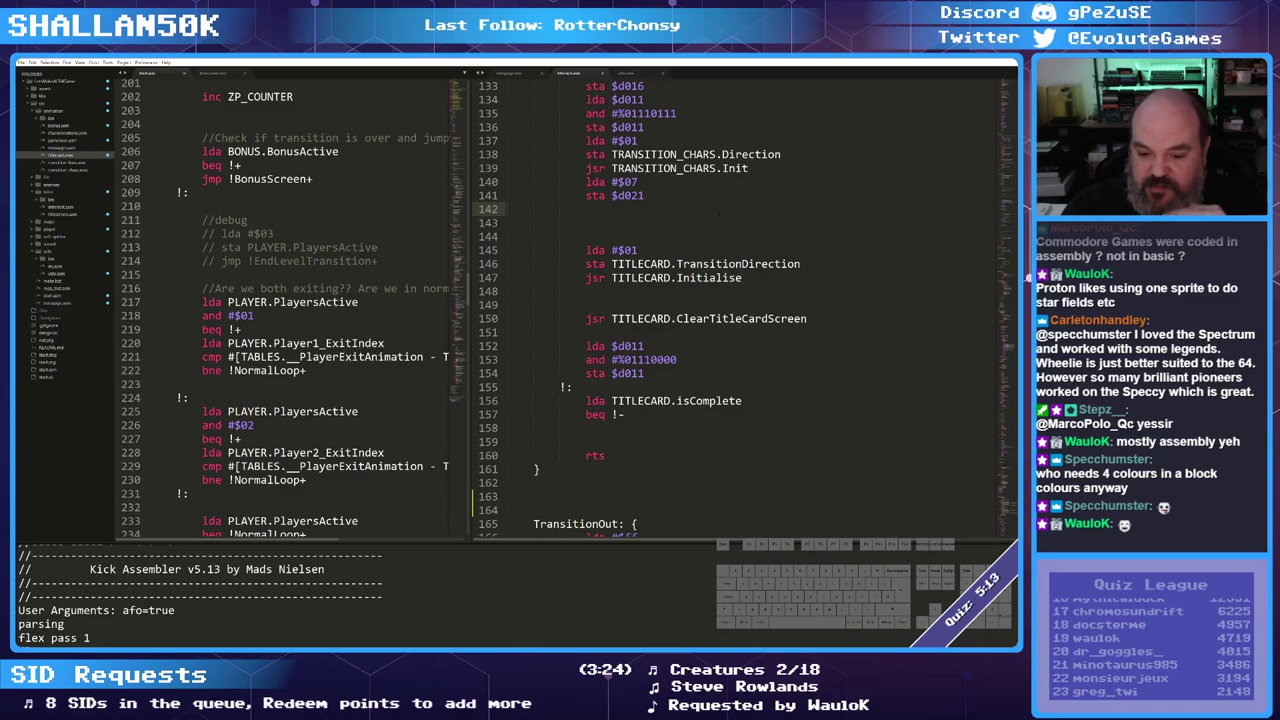 SHALLAN50K
Last Follow: RotterChonsy
Discord gPeZuSE
Twitter @EvoluteGames
FOLDERS
201
202 inc ZP_COUNTER
203
204
205 //Check if transition is over and jump
206 lda BONUS.BonusActive
207 beq !+
208 jmp !BonusScreen+
209 !:
210
211 //debug
212 // lda #$03
213 // sta PLAYER.PlayersActive
214 // jmp !EndLevelTransition+
215
216 //Are we both exiting?? Are we in norm
217 lda PLAYER.PlayersActive
218 and #$01
219 beq !+
220 lda PLAYER.Player1_ExitIndex
221 cmp #[TABLES.__PlayerExitAnimation - T
222 bne !NormalLoop+
223
224 !:
225 lda PLAYER.PlayersActive
226 and #$02
227 beq !+
228 lda PLAYER.Player2_ExitIndex
229 cmp #[TABLES.__PlayerExitAnimation - T
230 bne !NormalLoop+
231 !:
232
233 lda PLAYER.PlayersActive
234 beq !NormalLoop+
133 sta $d016
134 lda $d011
135 and #%01110111
136 sta $d011
137 lda #$01
138 sta TRANSITION_CHARS.Direction
139 jsr TRANSITION_CHARS.Init
140 lda #$07
141 sta $d021
142
143
144
145 lda #$01
146 sta TITLECARD.TransitionDirection
147 jsr TITLECARD.Initialise
148
149
150 jsr TITLECARD.ClearTitleCardScreen
151
152 lda $d011
153 and #%01110000
154 sta $d011
155 !:
156 lda TITLECARD.isComplete
157 beq !-
158
159
160 rts
161 }
162
163
164
165 TransitionOut: {
166 lda #$ff
//----------------------------------------------------
//----------------------------------------------------
// Kick Assembler v5.13 by Mads Nielsen
//----------------------------------------------------
User Arguments: afo=true
parsing
flex pass 1
Quiz: 5:13
MarcoPolo_Qc:
Commodore Games were coded in
assembly ? not in basic ?
WauloK:
Proton likes using one sprite to do
star fields etc
Carletonhandley:
@specchumster I loved the Spectrum
and worked with some legends.
Wheelie is just better suited to the 64.
However so many brilliant pioneers
worked on the Speccy which is great.
Stepz__:
@MarcoPolo_Qc yessir
WauloK: mostly assembly yeh
Specchumster:
who needs 4 colours in a block
colours anyway
Specchumster:
WauloK:
Quiz League
17 chromosundrift 6225
18 docsterme 4957
19 waulok 4719
20 dr_goggles_ 4015
21 minotaurus985 3486
22 monsieurjeux 3194
23 greg_twi 2148
SID Requests
8 SIDs in the queue, Redeem points to add more
(3:24) Creatures 2/18
Steve Rowlands
Requested by WauloK